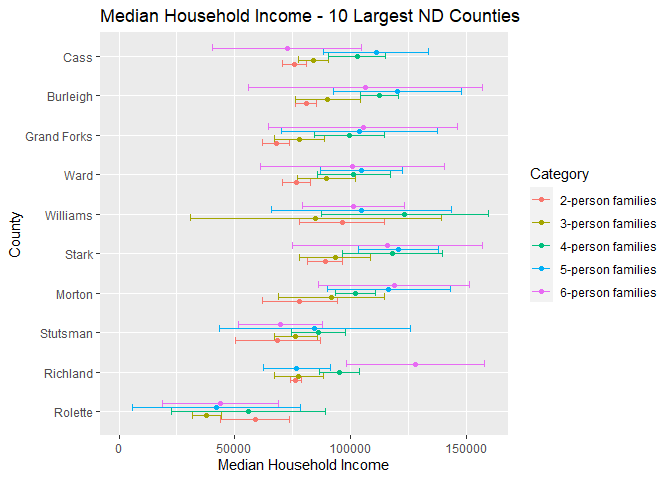 Median Household Income - 10 Largest ND Counties
Cass
Burleigh
Grand Forks
Ward
Williams
Stark
Morton
Stutsman
Richland
Rolette
County
0
50000
100000
150000
Median Household Income
Category
2-person families
3-person families
4-person families
5-person families
6-person families